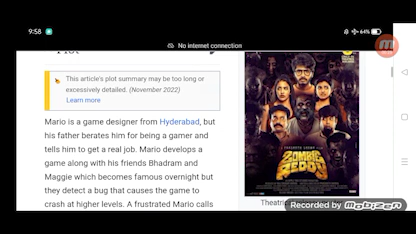 9:58
64%
No internet connection
Plot
This article's plot summary may be too long or
excessively detailed. (November 2022)
Learn more
Mario is a game designer from Hyderabad, but
his father berates him for being a gamer and
tells him to get a real job. Mario develops a
game along with his friends Bhadram and
Maggie which becomes famous overnight but
they detect a bug that causes the game to
crash at higher levels. A frustrated Mario calls
ZOMBIE
REDDY
Recorded by mobizen